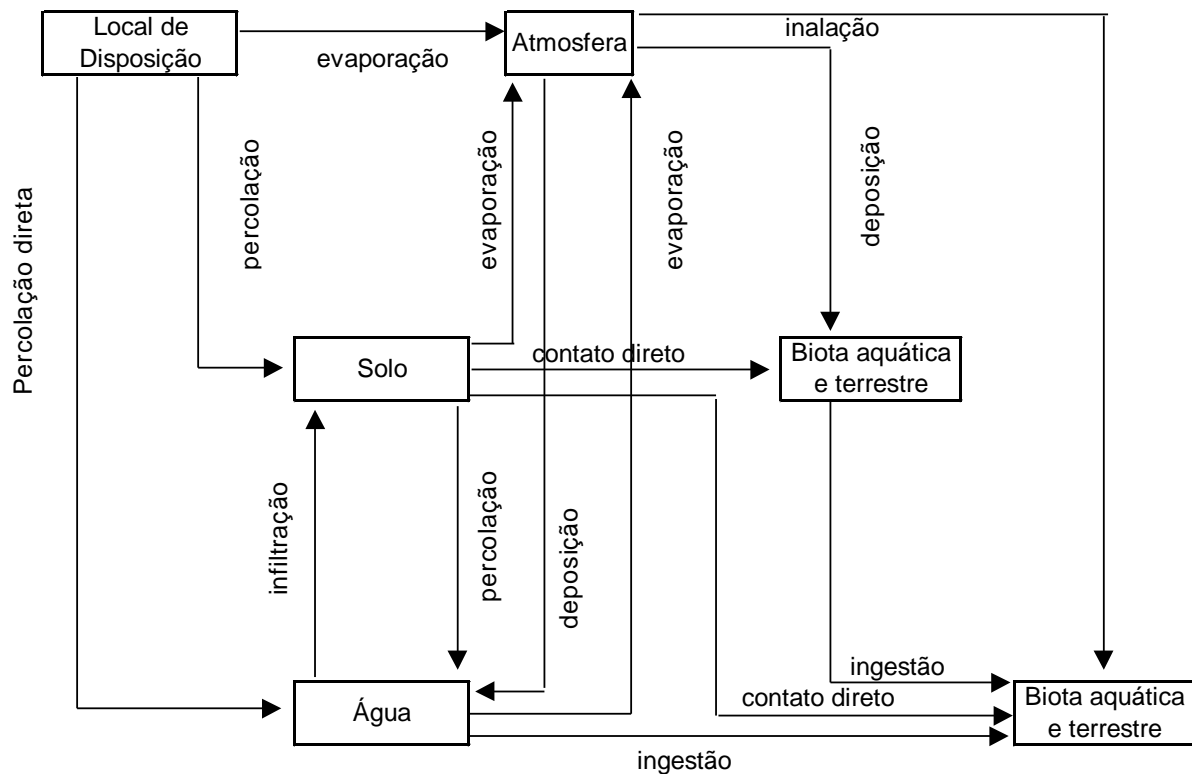 Local de
Disposição
evaporação
Atmosfera
inalação
Percolação direta
percolação
evaporação
evaporação
deposição
Solo
contato direto
Biota aquática
e terrestre
infiltração
percolação
deposição
Água
ingestão
contato direto
ingestão
Biota aquática
e terrestre